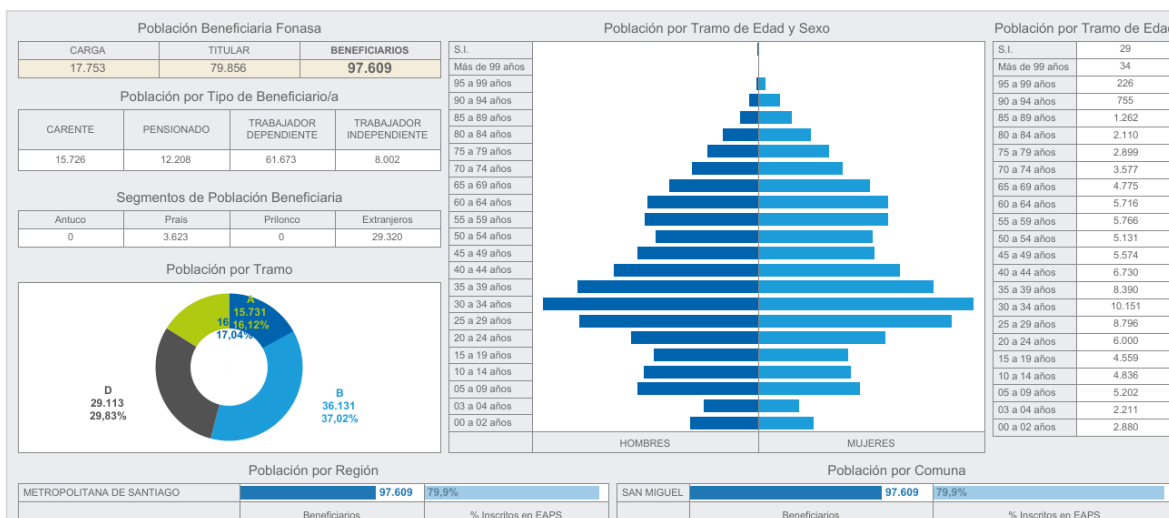 Población Beneficiaria Fonasa
CARGA TITULAR BENEFICIARIOS
17.753 79.856 97.609
Población por Tipo de Beneficiario/a
CARENTE PENSIONADO TRABAJADOR DEPENDIENTE TRABAJADOR INDEPENDIENTE
15.726 12.208 61.673 8.002
Segmentos de Población Beneficiaria
Antuco Prais Prilonco Extranjeros
0 3.623 0 29.320
Población por Tramo
A
15.731
16,12%
16
17,04%
B
36.131
37,02%
D
29.113
29,83%
Población por Tramo de Edad y Sexo
S.I.
Más de 99 años
95 a 99 años
90 a 94 años
85 a 89 años
80 a 84 años
75 a 79 años
70 a 74 años
65 a 69 años
60 a 64 años
55 a 59 años
50 a 54 años
45 a 49 años
40 a 44 años
35 a 39 años
30 a 34 años
25 a 29 años
20 a 24 años
15 a 19 años
10 a 14 años
05 a 09 años
03 a 04 años
00 a 02 años
HOMBRES MUJERES
Población por Tramo de Edad
S.I. 29
Más de 99 años 34
95 a 99 años 226
90 a 94 años 755
85 a 89 años 1.262
80 a 84 años 2.110
75 a 79 años 2.899
70 a 74 años 3.577
65 a 69 años 4.775
60 a 64 años 5.716
55 a 59 años 5.766
50 a 54 años 5.131
45 a 49 años 5.574
40 a 44 años 6.730
35 a 39 años 8.390
30 a 34 años 10.151
25 a 29 años 8.796
20 a 24 años 6.000
15 a 19 años 4.559
10 a 14 años 4.836
05 a 09 años 5.202
03 a 04 años 2.211
00 a 02 años 2.880
Población por Región
METROPOLITANA DE SANTIAGO 97.609 79,9%
Beneficiarios % Inscritos en EAPS
Población por Comuna
SAN MIGUEL 97.609 79,9%
Beneficiarios % Inscritos en EAPS